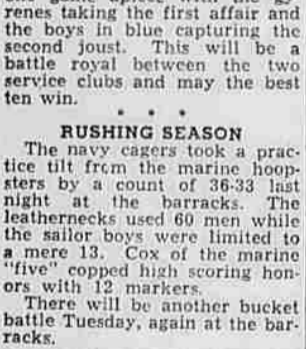 renes taking the first affair and
the boys in blue capturing the
second joust. This will be a
battle royal between the two
service clubs and may the best
ten win.
* * *
RUSHING SEASON
The navy cagers took a prac-
tice tilt from the marine hoop-
sters by a count of 36-33 last
night at the barracks. The
leathernecks used 60 men while
the sailor boys were limited to
a mere 13. Cox of the marine
"five" copped high scoring hon-
ors with 12 markers.
There will be another bucket
battle Tuesday, again at the bar-
racks.